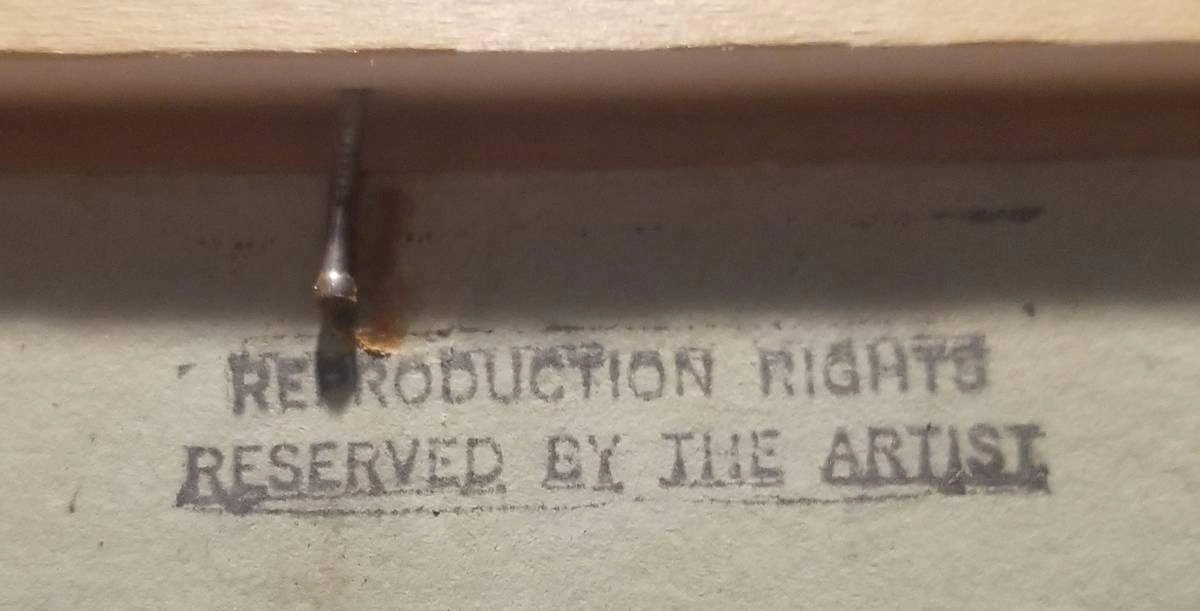 REPRODUCTION RIGHTS
RESERVED BY THE ARTIST.